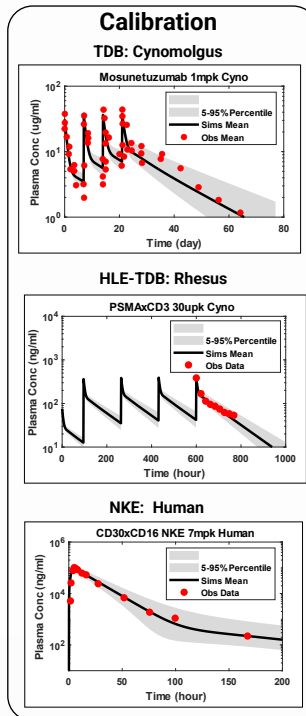 Calibration
TDB: Cynomolgus
Mosunetuzumab 1mpk Cyno
10²
10¹
10⁰
Plasma Conc (ug/ml)
5-95% Percentile
Sims Mean
Obs Mean
0 20 40 60 80
Time (day)
HLE-TDB: Rhesus
PSMAxCD3 30upk Cyno
10⁴
10³
10²
10¹
Plasma Conc (ng/ml)
5-95% Percentile
Sims Mean
Obs Data
0 200 400 600 800 1000
Time (hour)
NKE: Human
CD30xCD16 NKE 7mpk Human
10⁶
10⁴
10²
Plasma Conc (ng/ml)
5-95% Percentile
Sims Mean
Obs Data
0 50 100 150 200
Time (hour)